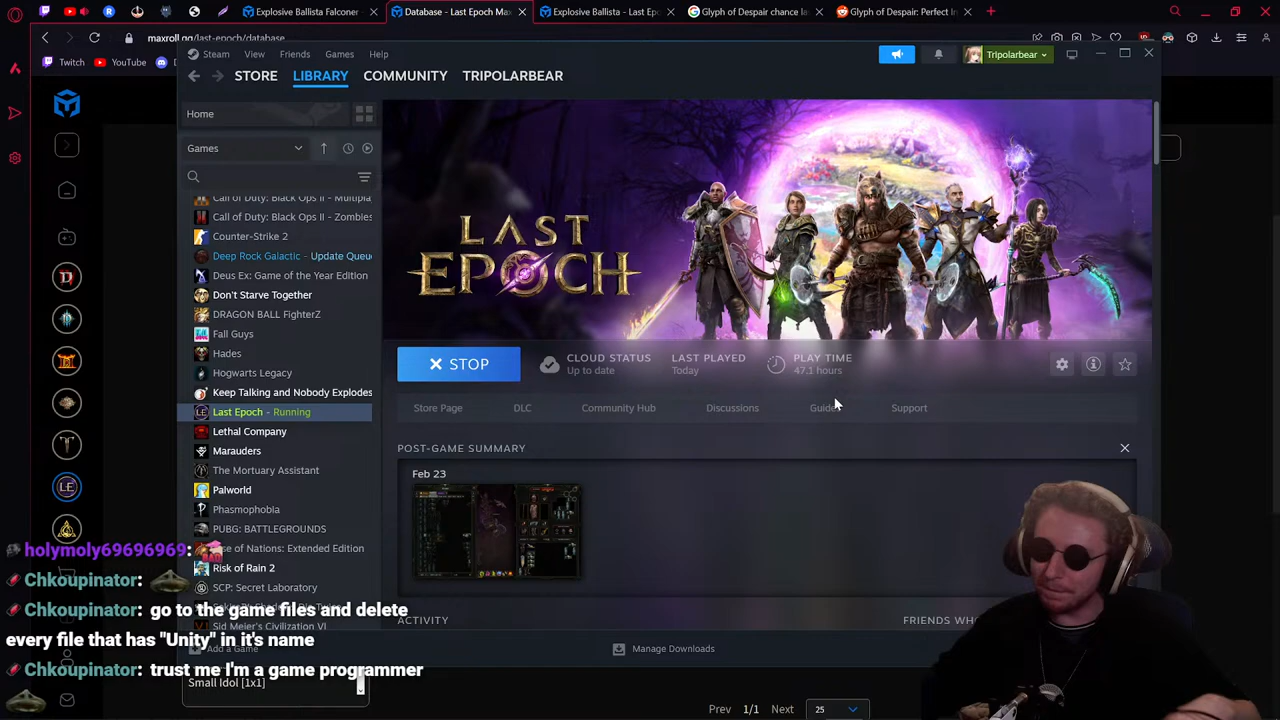 Explosive Ballista Falconer
Database - Last Epoch Max
Explosive Ballista - Last Ep
Glyph of Despair chance la
Glyph of Despair: Perfect In
maxroll.gg/last-epoch/database
Twitch
YouTube
Steam
View
Friends
Games
Help
Tripolarbear
STORE
LIBRARY
COMMUNITY
TRIPOLARBEAR
Home
Games
Call of Duty: Black Ops II - Multipla
Call of Duty: Black Ops II - Zombies
Counter-Strike 2
Deep Rock Galactic - Update Queu
Deus Ex: Game of the Year Edition
Don't Starve Together
DRAGON BALL FighterZ
Fall Guys
Hades
Hogwarts Legacy
Keep Talking and Nobody Explodes
Last Epoch - Running
Lethal Company
Marauders
The Mortuary Assistant
Palworld
Phasmophobia
PUBG: BATTLEGROUNDS
se of Nations: Extended Edition
Risk of Rain 2
SCP: Secret Laboratory
Sid Meier's Civilization VI
Add a Game
LAST
EPOCH
STOP
CLOUD STATUS
Up to date
LAST PLAYED
Today
PLAY TIME
47.1 hours
Store Page
DLC
Community Hub
Discussions
Guides
Support
POST-GAME SUMMARY
Feb 23
ACTIVITY
FRIENDS WHO
Manage Downloads
holymoly69696969:
Chkoupinator:
Chkoupinator: go to the game files and delete
every file that has "Unity" in it's name
Chkoupinator: trust me I'm a game programmer
Small Idol [1x1]
Prev 1/1 Next 25